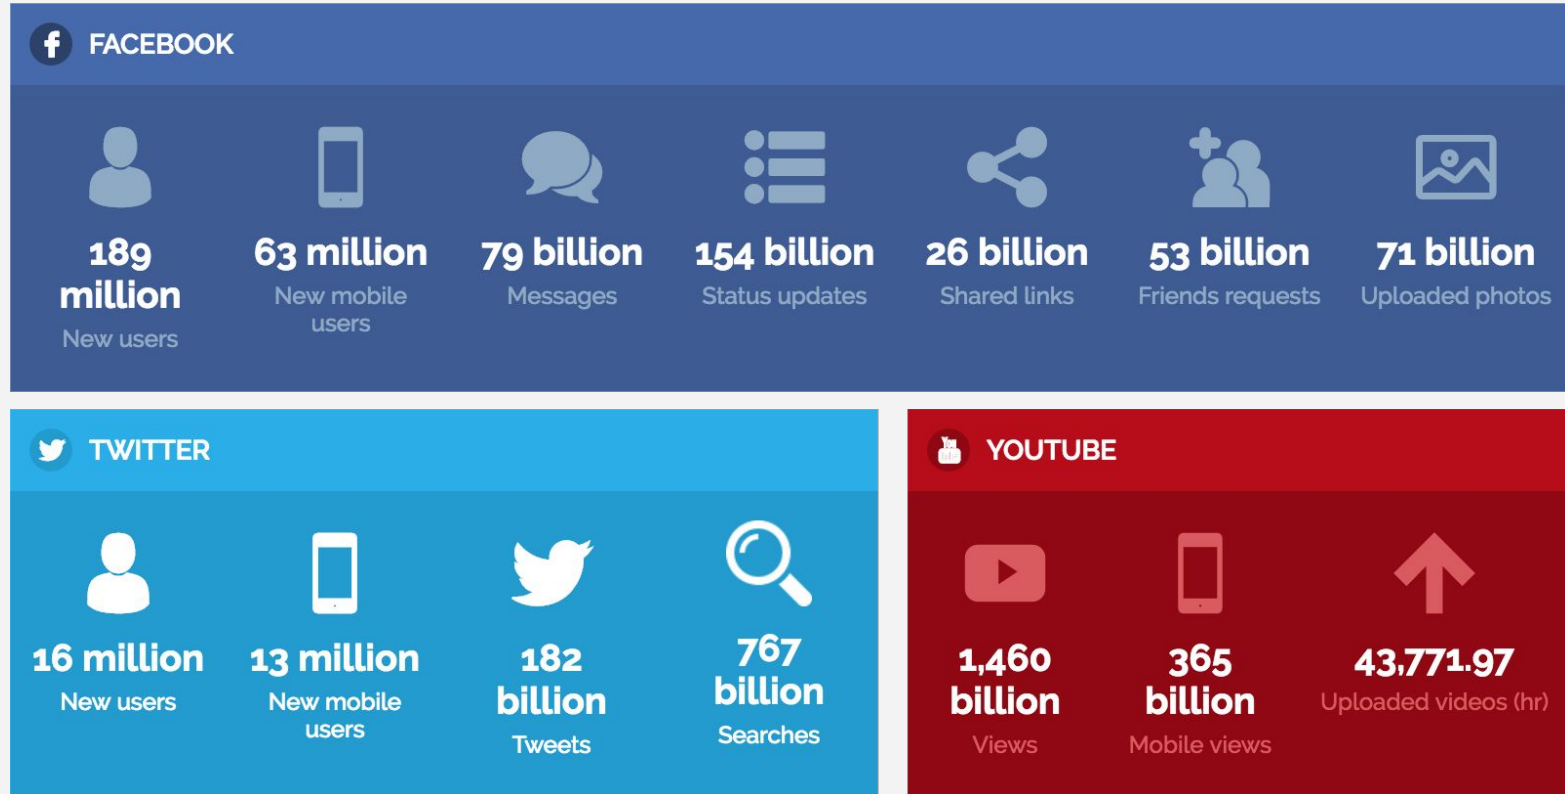 FACEBOOK
189 million
New users
63 million
New mobile users
79 billion
Messages
154 billion
Status updates
26 billion
Shared links
53 billion
Friends requests
71 billion
Uploaded photos
TWITTER
16 million
New users
13 million
New mobile users
182 billion
Tweets
767 billion
Searches
YOUTUBE
1,460 billion
Views
365 billion
Mobile views
43,771.97
Uploaded videos (hr)